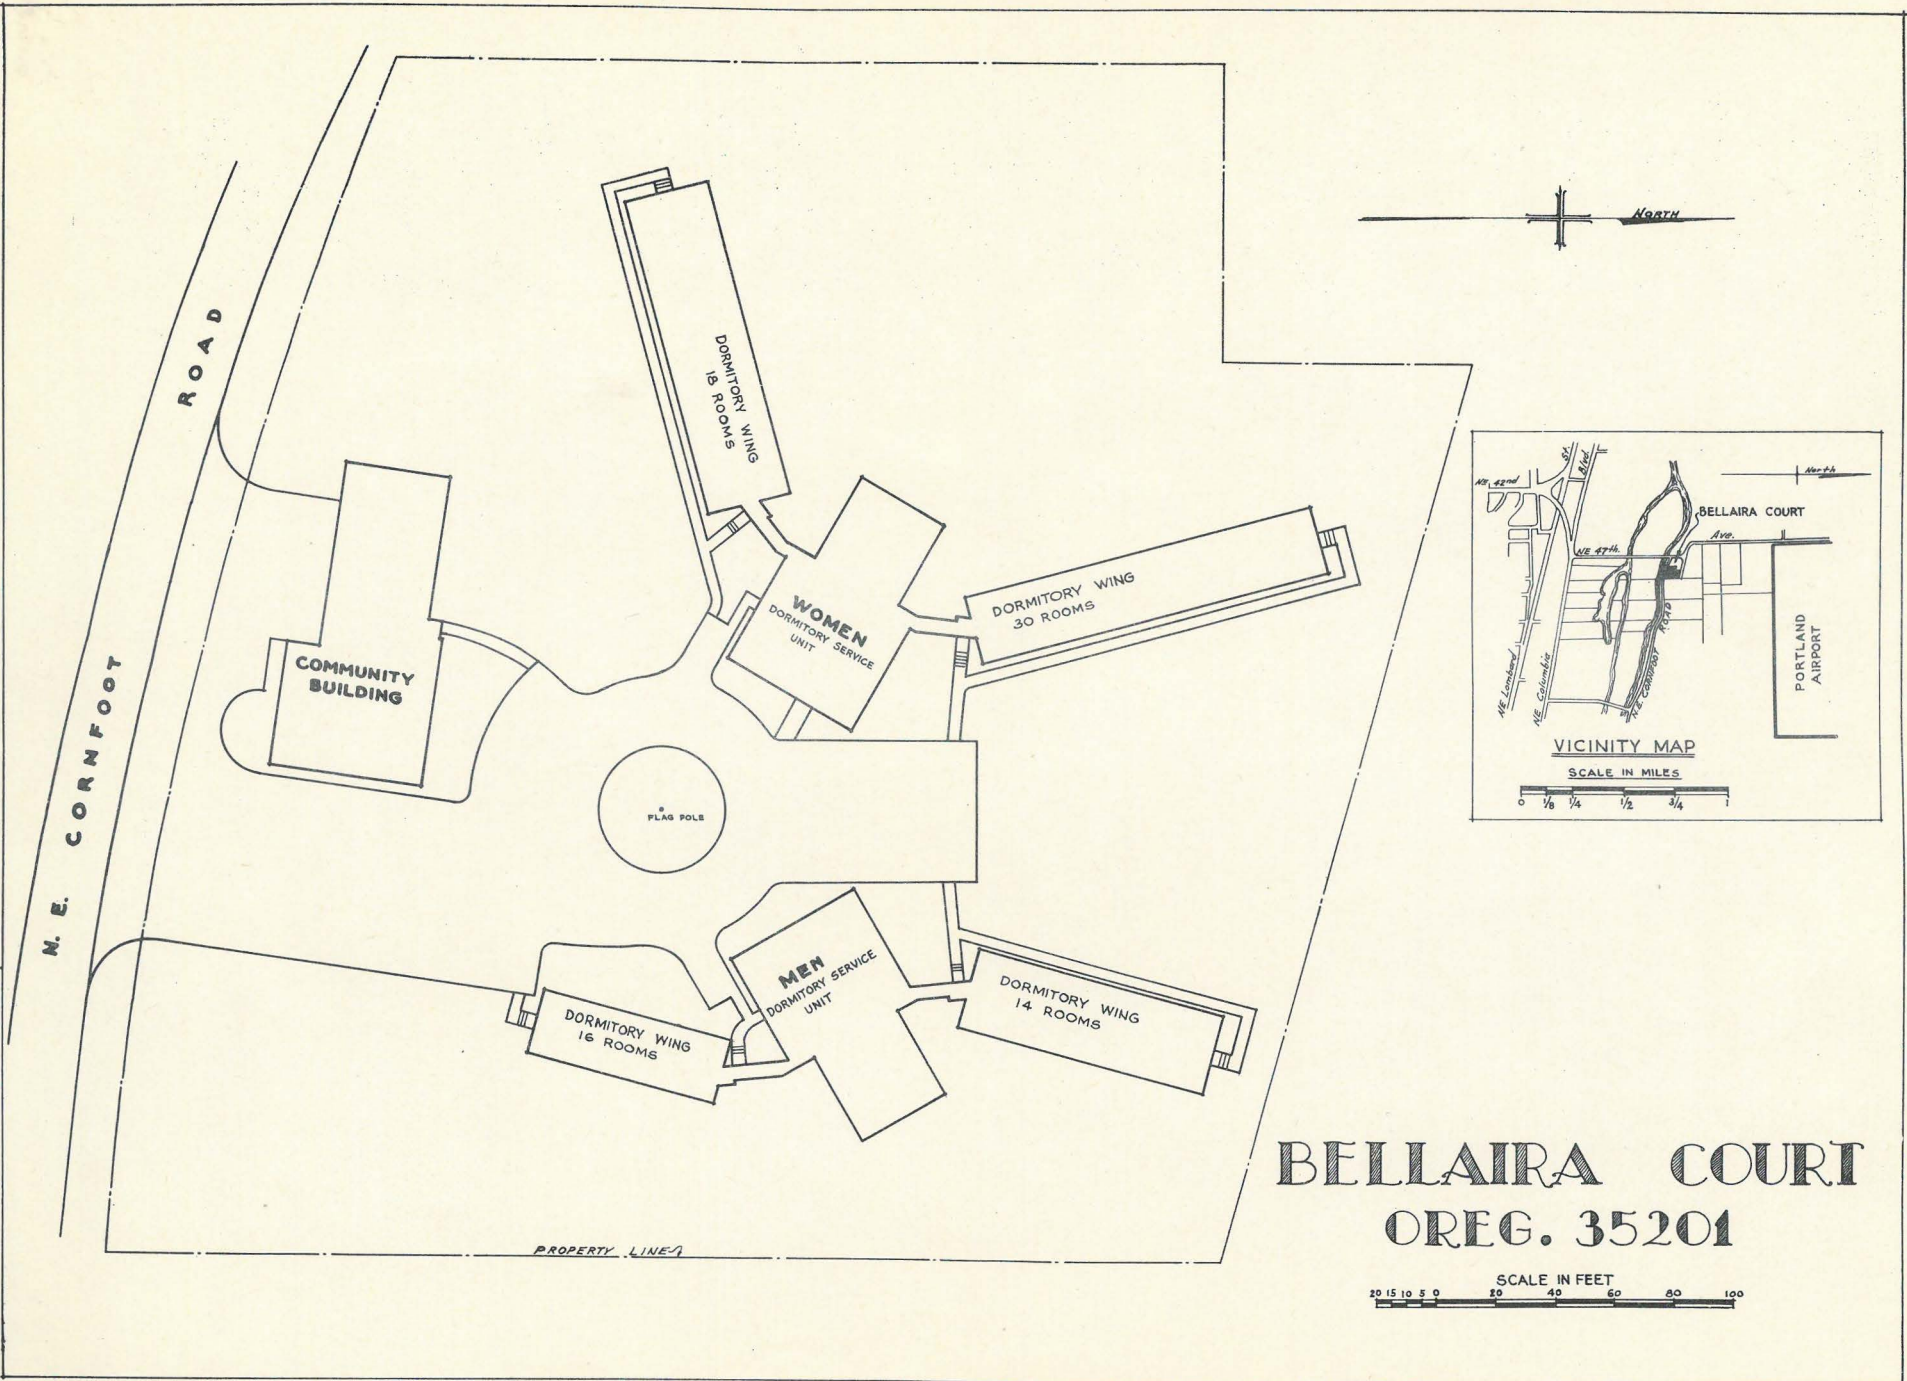 N. E. CORNFOOT ROAD
NORTH
DORMITORY WING
18 ROOMS
DORMITORY WING
30 ROOMS
WOMEN
DORMITORY SERVICE
UNIT
COMMUNITY
BUILDING
FLAG POLE
MEN
DORMITORY SERVICE
UNIT
DORMITORY WING
16 ROOMS
DORMITORY WING
14 ROOMS
PROPERTY LINE
St.
Blvd.
NE 42nd
North
BELLAIRA COURT
NE 47th.
Ave.
NE Lombard
NE Columbia
NE CORNFOOT ROAD
PORTLAND
AIRPORT
VICINITY MAP
SCALE IN MILES
0 1/8 1/4 1/2 3/4 1
BELLAIRA COURT
OREG. 35201
SCALE IN FEET
20 15 10 5 0 20 40 60 80 100